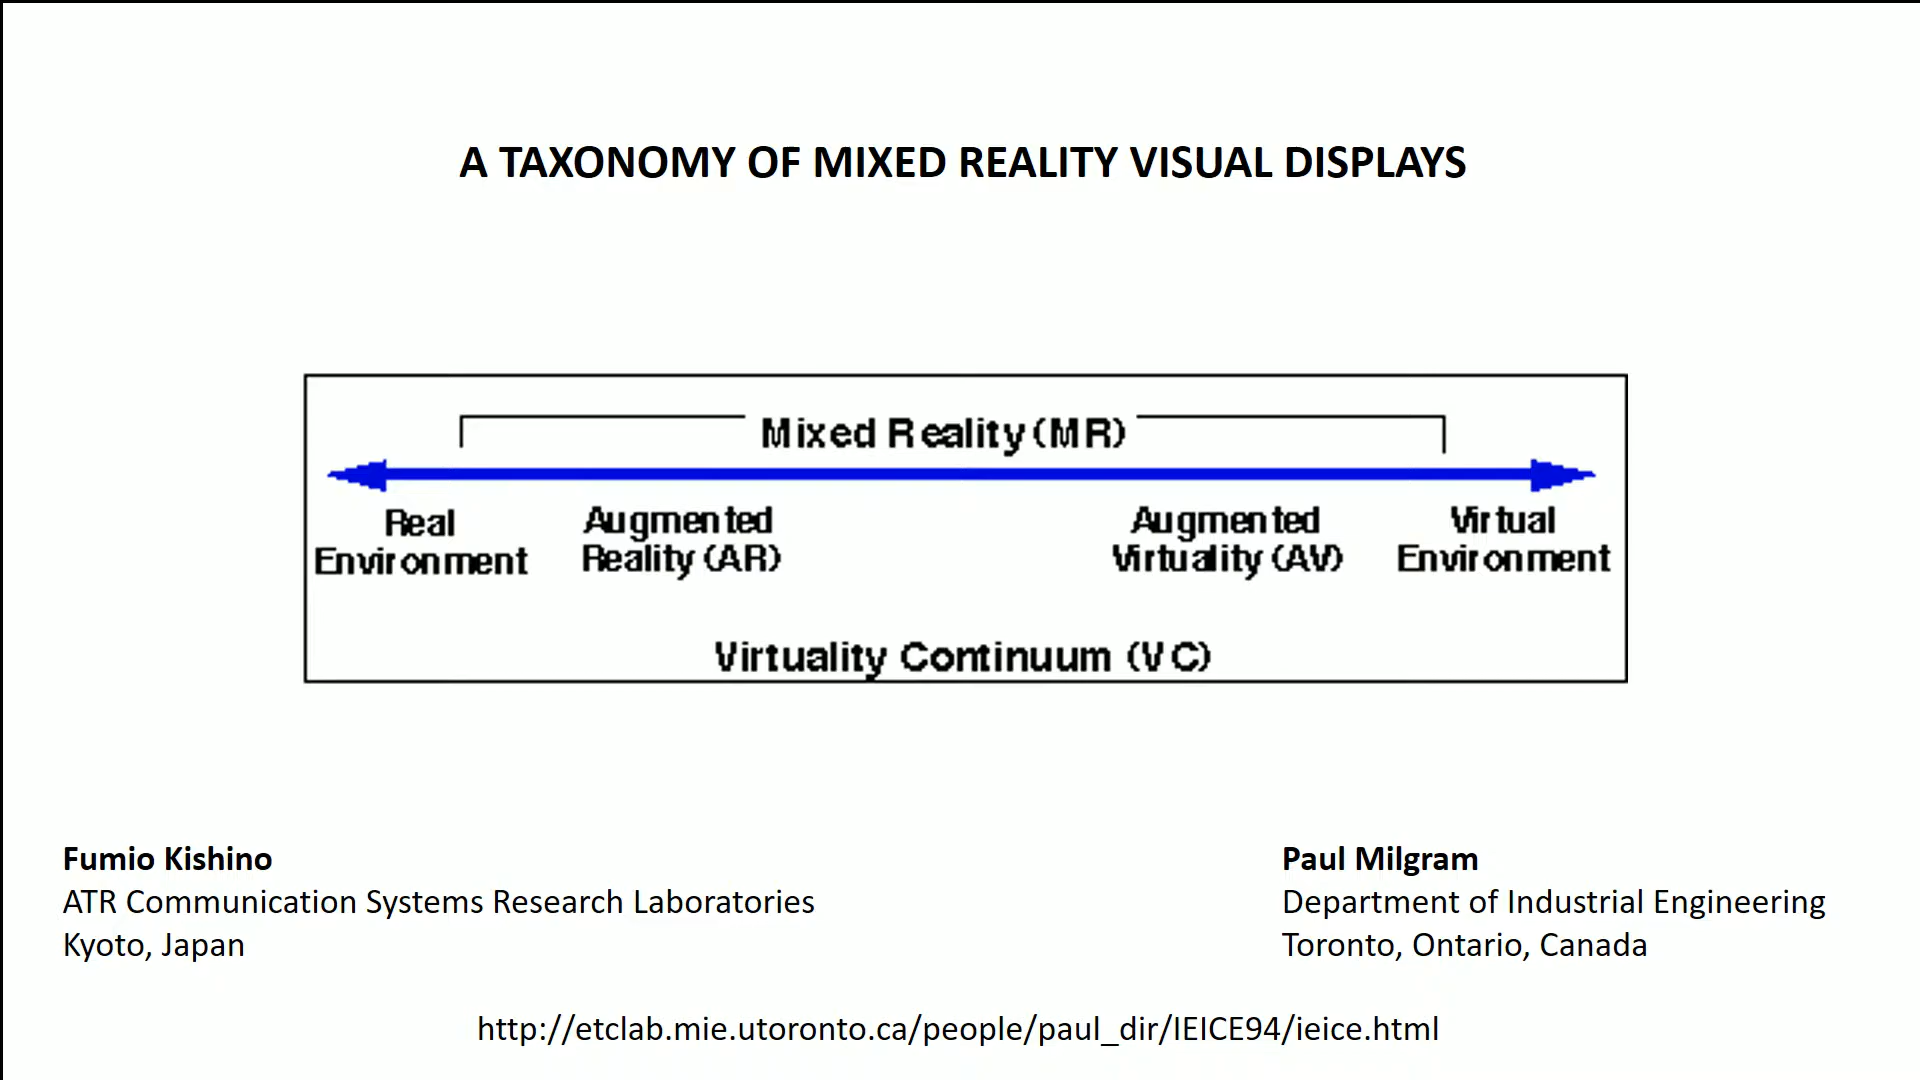 A TAXONOMY OF MIXED REALITY VISUAL DISPLAYS
Mixed Reality (MR)
Real
Environment
Augmented
Reality (AR)
Augmented
Virtuality (AV)
Virtual
Environment
Virtuality Continuum (VC)
Fumio Kishino
ATR Communication Systems Research Laboratories
Kyoto, Japan
Paul Milgram
Department of Industrial Engineering
Toronto, Ontario, Canada
http://etclab.mie.utoronto.ca/people/paul_dir/IEICE94/ieice.html